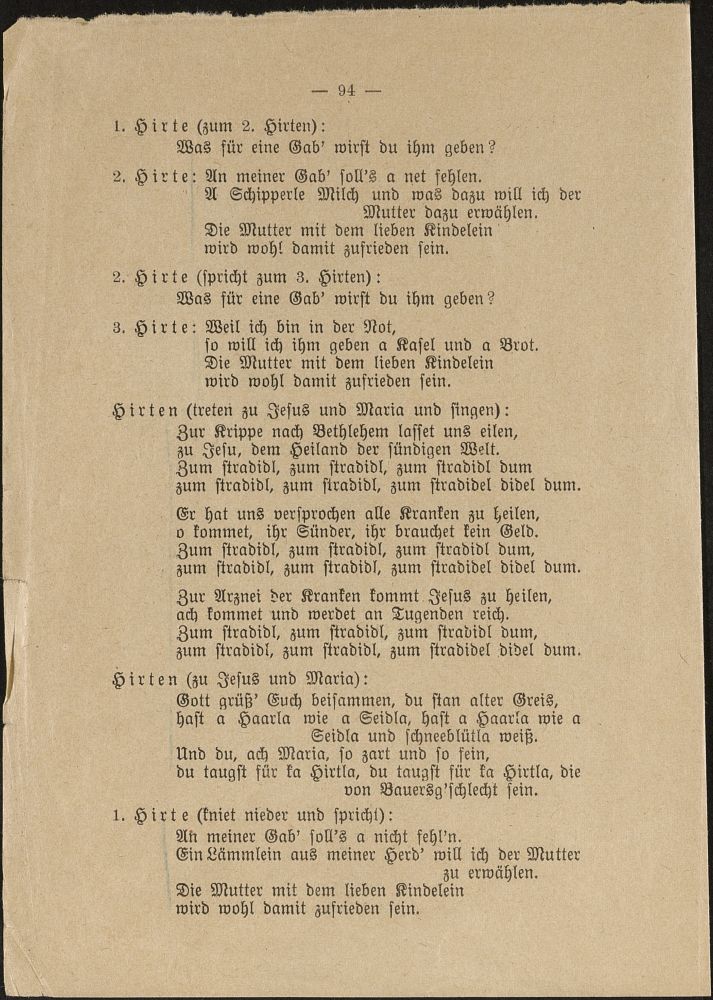 — 94 —
1. Hirte (zum 2. Hirten):
Was für eine Gab' wirst du ihm geben?
2. Hirte: An meiner Gab' soll's a net fehlen.
A Schipperle Milch und was dazu will ich der
Mutter dazu erwählen.
Die Mutter mit dem lieben Kindelein
wird wohl damit zufrieden sein.
2. Hirte (spricht zum 3. Hirten):
Was für eine Gab' wirst du ihm geben?
3. Hirte: Weil ich bin in der Not,
so will ich ihm geben a Kasel und a Brot.
Die Mutter mit dem lieben Kindelein
wird wohl damit zufrieden sein.
Hirten (treten zu Jesus und Maria und singen):
Zur Krippe nach Bethlehem lasset uns eilen,
zu Jesu, dem Heiland der sündigen Welt.
Zum stradidl, zum stradidl, zum stradidl dum
zum stradidl, zum stradidl, zum stradidel didel dum.
Er hat uns versprochen alle Kranken zu heilen,
o kommet, ihr Sünder, ihr brauchet kein Geld.
Zum stradidl, zum stradidl, zum stradidl dum,
zum stradidl, zum stradidl, zum stradidel didel dum.
Zur Arznei der Kranken kommt Jesus zu heilen,
ach kommet und werdet an Tugenden reich.
Zum stradidl, zum stradidl, zum stradidl dum,
zum stradidl, zum stradidl, zum stradidel didel dum.
Hirten (zu Jesus und Maria):
Gott grüß' Euch beisammen, du stan alter Greis,
hast a Haarla wie a Seidla, hast a Haarla wie a
Seidla und schneeblütla weiß.
Und du, ach Maria, so zart und so fein,
du taugst für ka Hirtla, du taugst für ka Hirtla, die
von Bauersg'schlecht sein.
1. Hirte (kniet nieder und spricht):
An meiner Gab' soll's a nicht fehl'n.
Ein Lämmlein aus meiner Herd' will ich der Mutter
zu erwählen.
Die Mutter mit dem lieben Kindelein
wird wohl damit zufrieden sein.